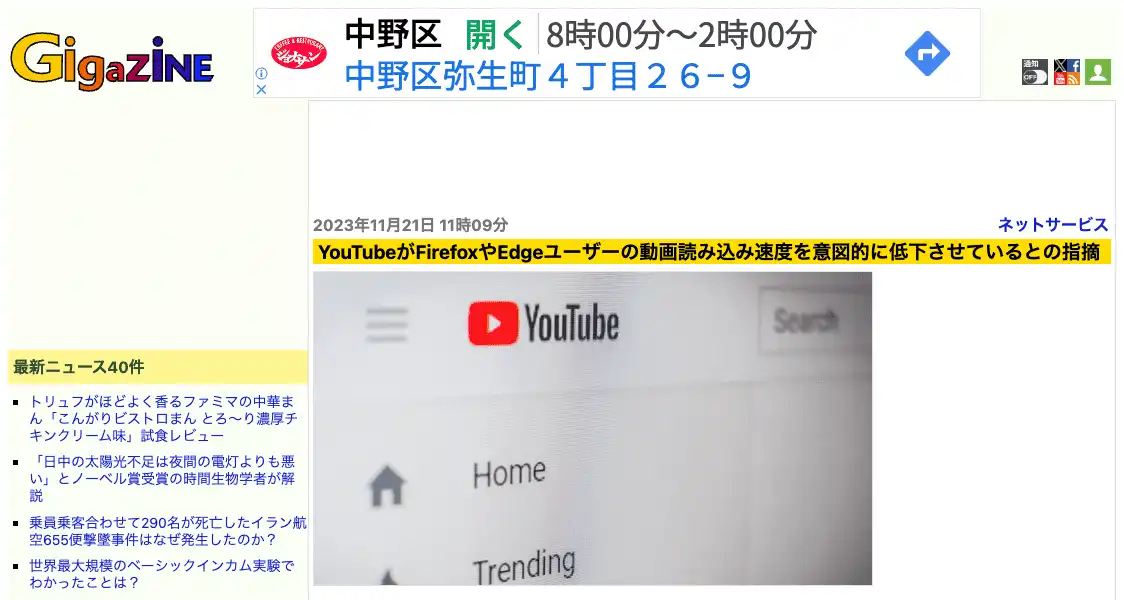 GIGAZINE
COFFEE & RESTAURANT
ジョナサン
中野区 開く 8時00分～2時00分
中野区弥生町４丁目２６−９
通知
OFF
2023年11月21日 11時09分
ネットサービス
YouTubeがFirefoxやEdgeユーザーの動画読み込み速度を意図的に低下させているとの指摘
YouTube
Search
Home
Trending
最新ニュース40件
トリュフがほどよく香るファミマの中華ま
ん「こんがりビストロまん とろ～り濃厚チ
キンクリーム味」試食レビュー
「日中の太陽光不足は夜間の電灯よりも悪
い」とノーベル賞受賞の時間生物学者が解
説
乗員乗客合わせて290名が死亡したイラン航
空655便撃墜事件はなぜ発生したのか？
世界最大規模のベーシックインカム実験で
わかったことは？